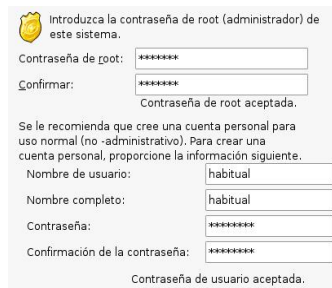 Introduzca la contraseña de root (administrador) de
este sistema.
Contraseña de root: *******
Confirmar: *******
Contraseña de root aceptada.
Se le recomienda que cree una cuenta personal para
uso normal (no -administrativo). Para crear una
cuenta personal, proporcione la información siguiente.
Nombre de usuario: habitual
Nombre completo: habitual
Contraseña: ********
Confirmación de la contraseña: ********
Contraseña de usuario aceptada.